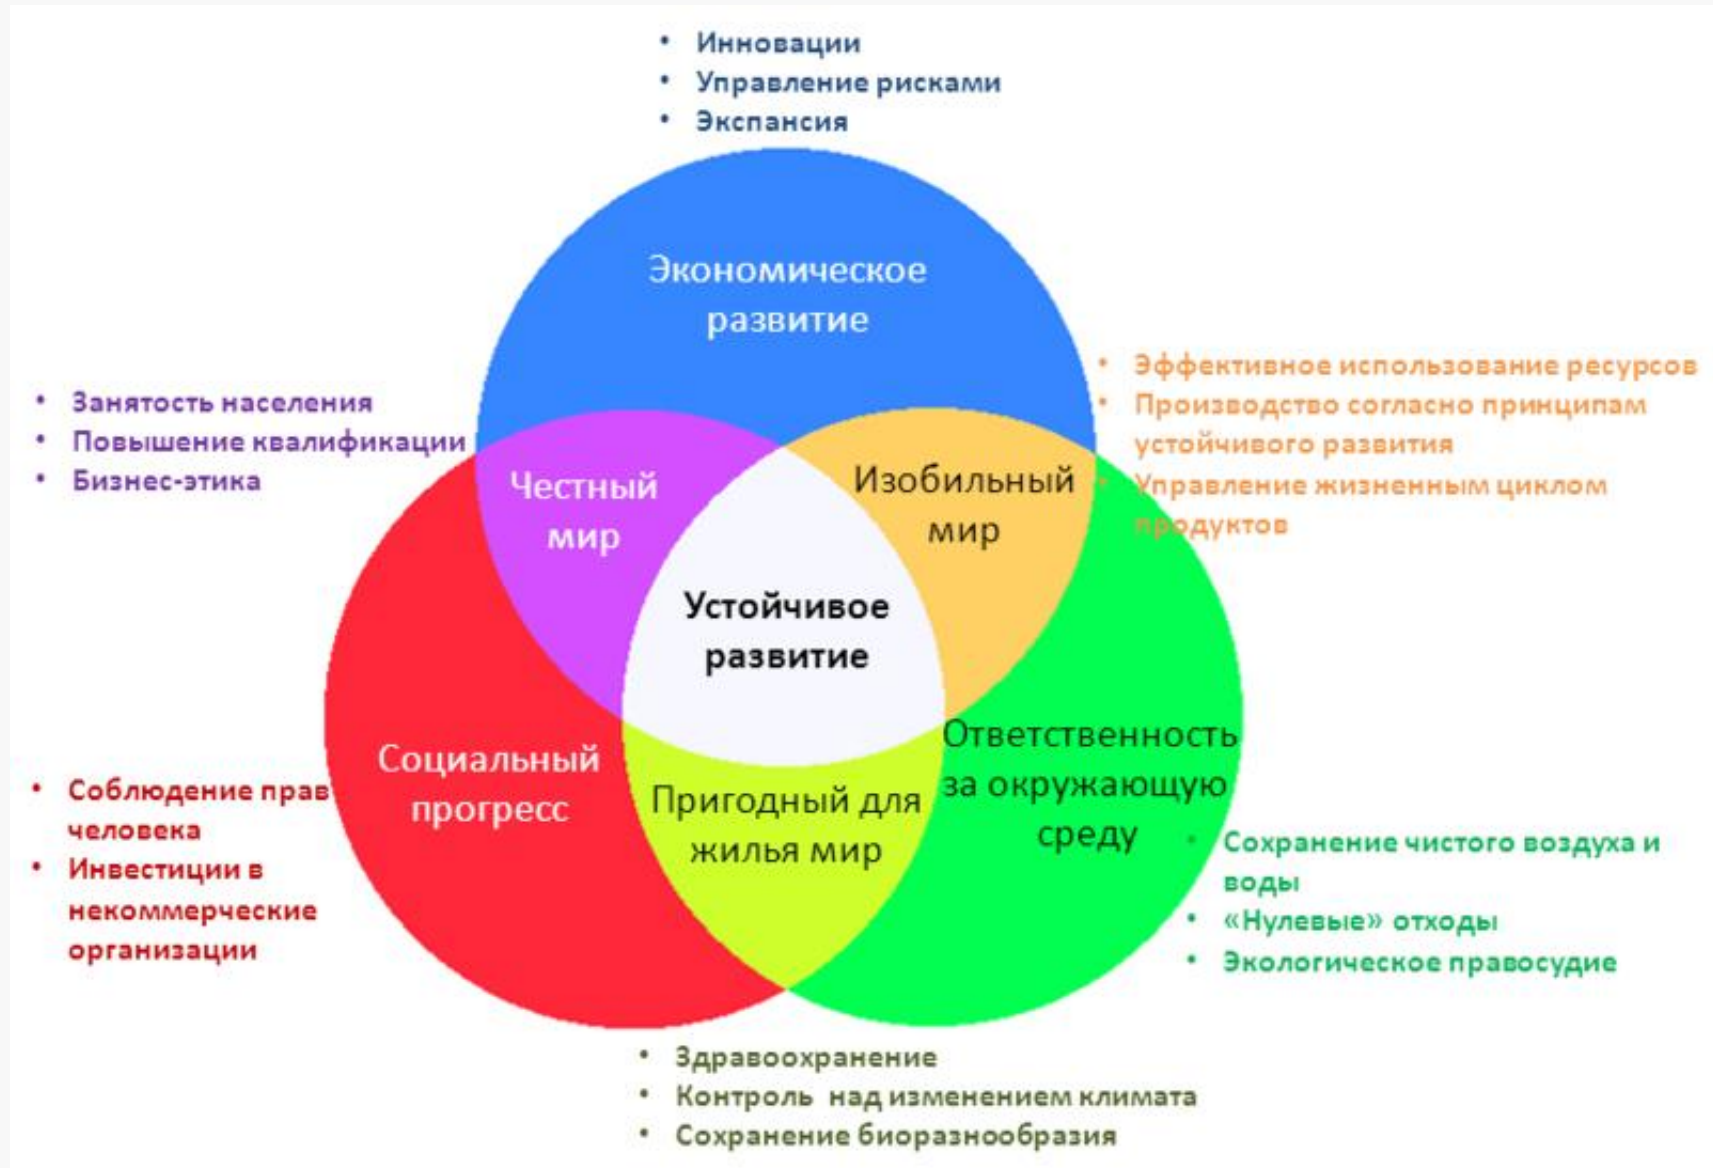 • Инновации
• Управление рисками
• Экспансия
Экономическое
развитие
• Занятость населения
• Повышение квалификации
• Бизнес-этика
• Эффективное использование ресурсов
• Производство согласно принципам
устойчивого развития
• Управление жизненным циклом
продуктов
Честный
мир
Изобильный
мир
Устойчивое
развитие
Социальный
прогресс
Пригодный для
жилья мир
Ответственность
за окружающую
среду
• Соблюдение прав
человека
• Инвестиции в
некоммерческие
организации
• Сохранение чистого воздуха и
воды
• «Нулевые» отходы
• Экологическое правосудие
• Здравоохранение
• Контроль  над изменением климата
• Сохранение биоразнообразия